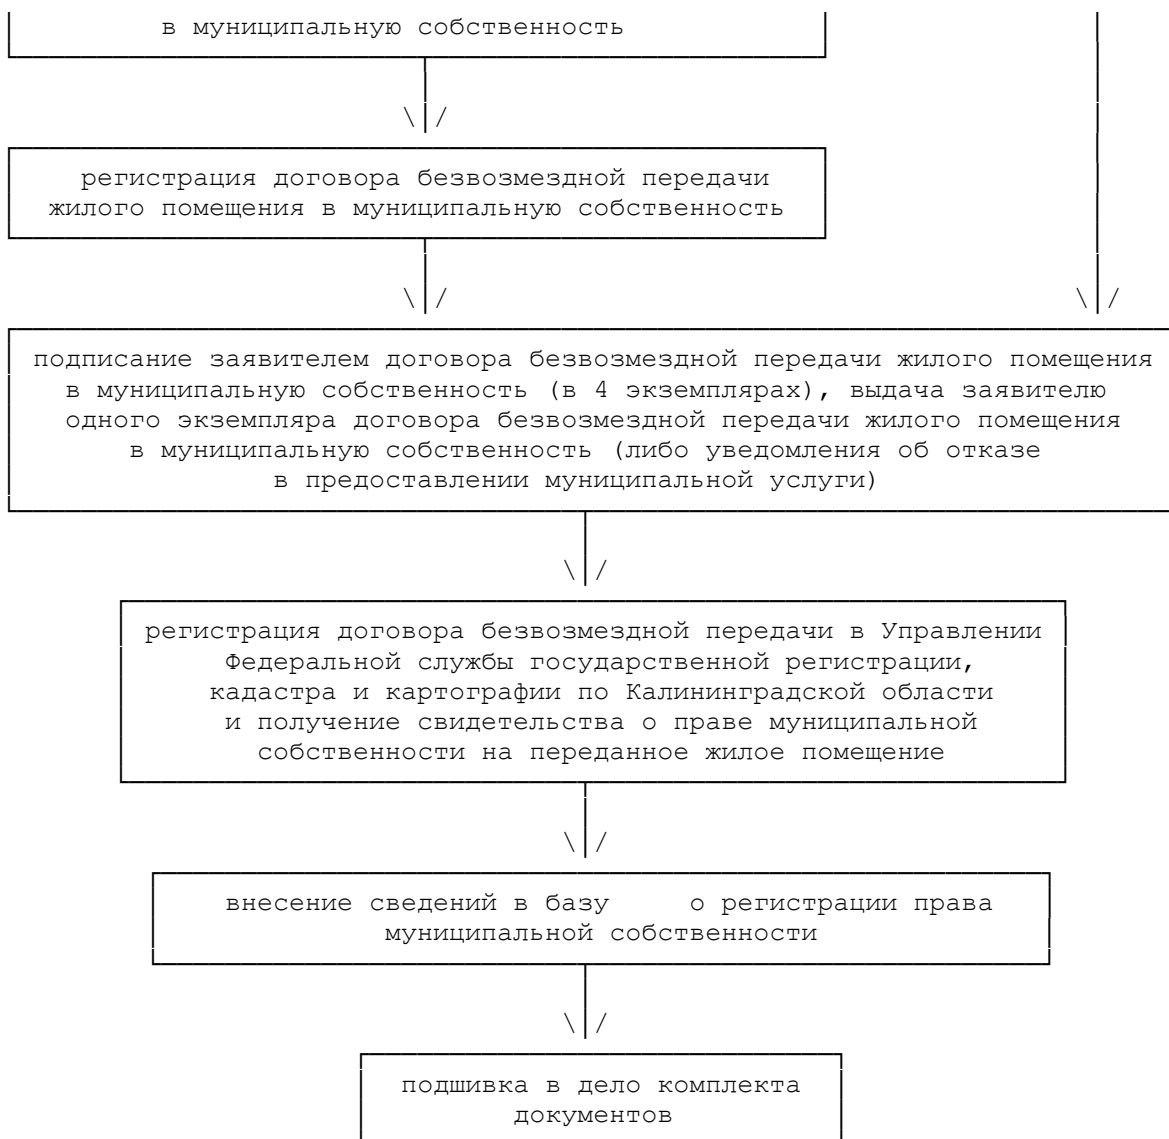 в муниципальную собственность
регистрация договора безвозмездной передачи
жилого помещения в муниципальную собственность
подписание заявителем договора безвозмездной передачи жилого помещения
в муниципальную собственность (в 4 экземплярах), выдача заявителю
одного экземпляра договора безвозмездной передачи жилого помещения
в муниципальную собственность (либо уведомления об отказе
в предоставлении муниципальной услуги)
регистрация договора безвозмездной передачи в Управлении
Федеральной службы государственной регистрации,
кадастра и картографии по Калининградской области
и получение свидетельства о праве муниципальной
собственности на переданное жилое помещение
внесение сведений в базу о регистрации права
муниципальной собственности
подшивка в дело комплекта
документов